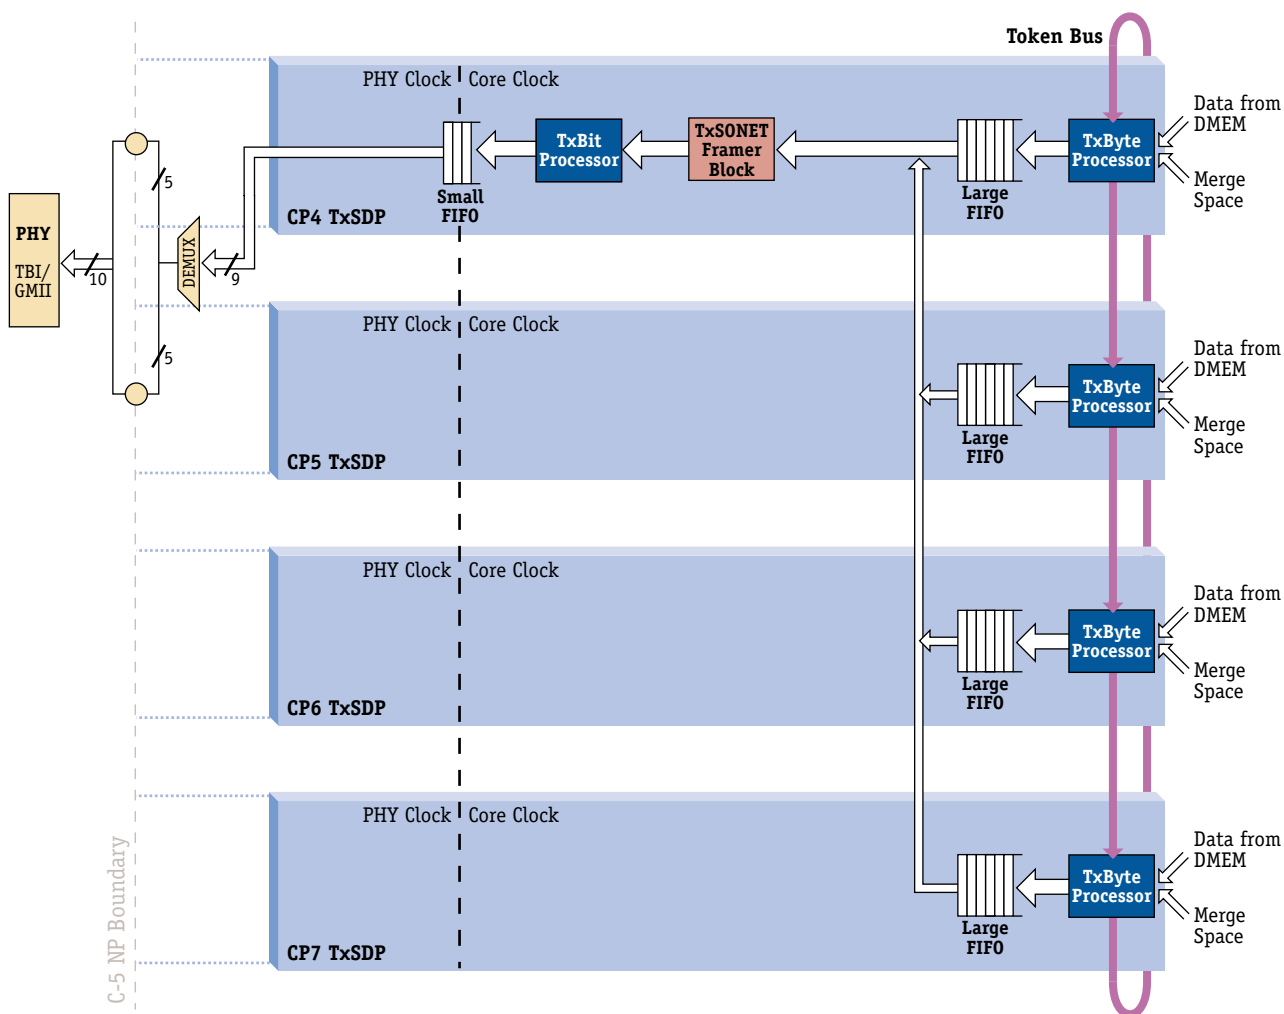 Token Bus
PHY Clock
Core Clock
Data from
DMEM
TxByte
Processor
Merge
Space
Large
FIFO
TxSONET
Framer
Block
TxBit
Processor
Small
FIFO
CP4 TxSDP
5
PHY
TBI/
GMII
10
DEMUX
9
5
PHY Clock
Core Clock
Data from
DMEM
TxByte
Processor
Merge
Space
Large
FIFO
CP5 TxSDP
PHY Clock
Core Clock
Data from
DMEM
TxByte
Processor
Merge
Space
Large
FIFO
CP6 TxSDP
PHY Clock
Core Clock
Data from
DMEM
TxByte
Processor
Merge
Space
Large
FIFO
CP7 TxSDP
C-5 NP Boundary